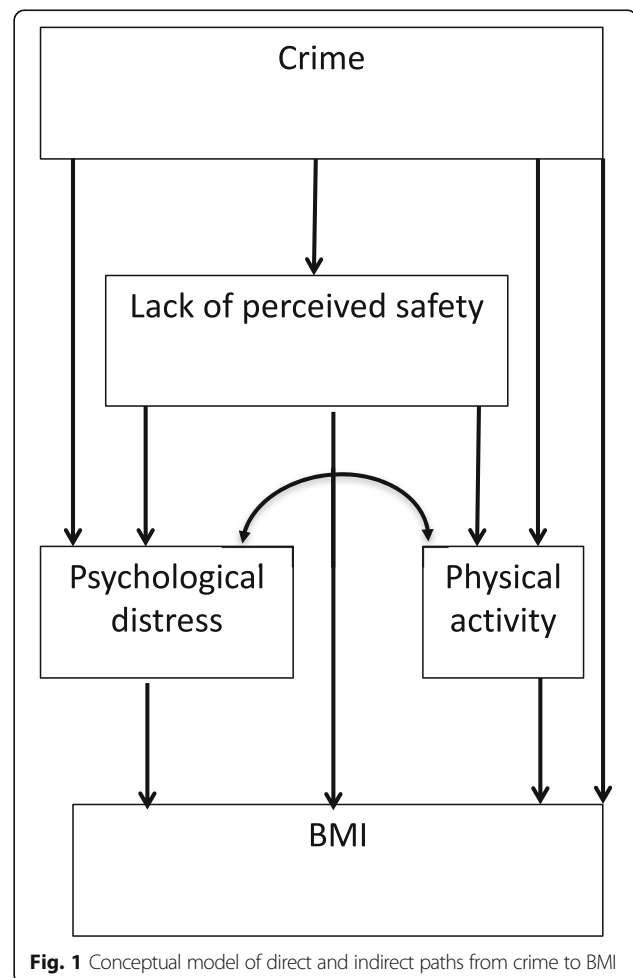 Crime
Lack of perceived safety
Psychological
distress
Physical
activity
BMI
Fig. 1 Conceptual model of direct and indirect paths from crime to BMI